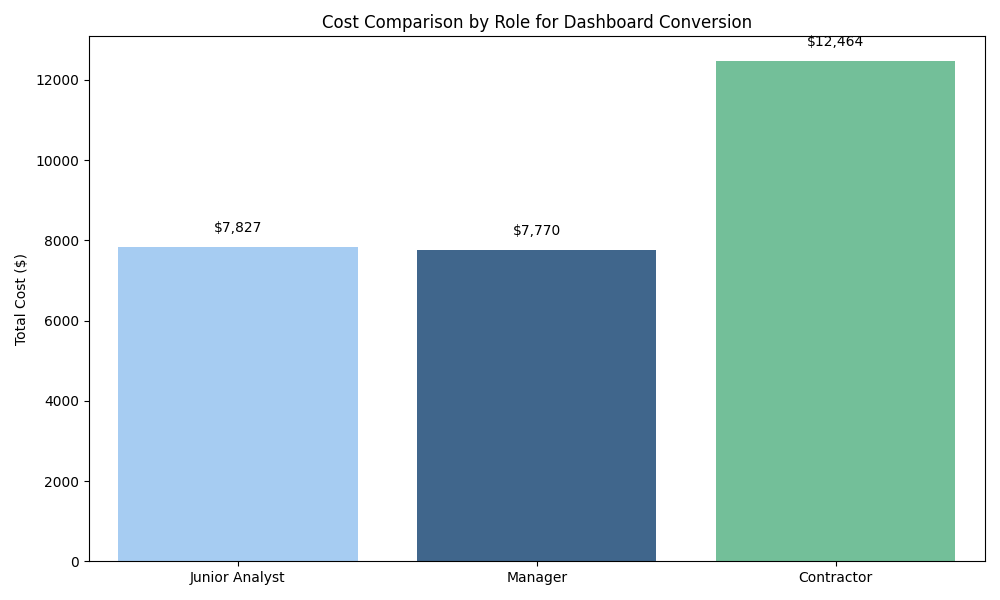 Cost Comparison by Role for Dashboard Conversion
Total Cost ($)
12000
10000
8000
6000
4000
2000
0
$7,827
$7,770
$12,464
Junior Analyst
Manager
Contractor